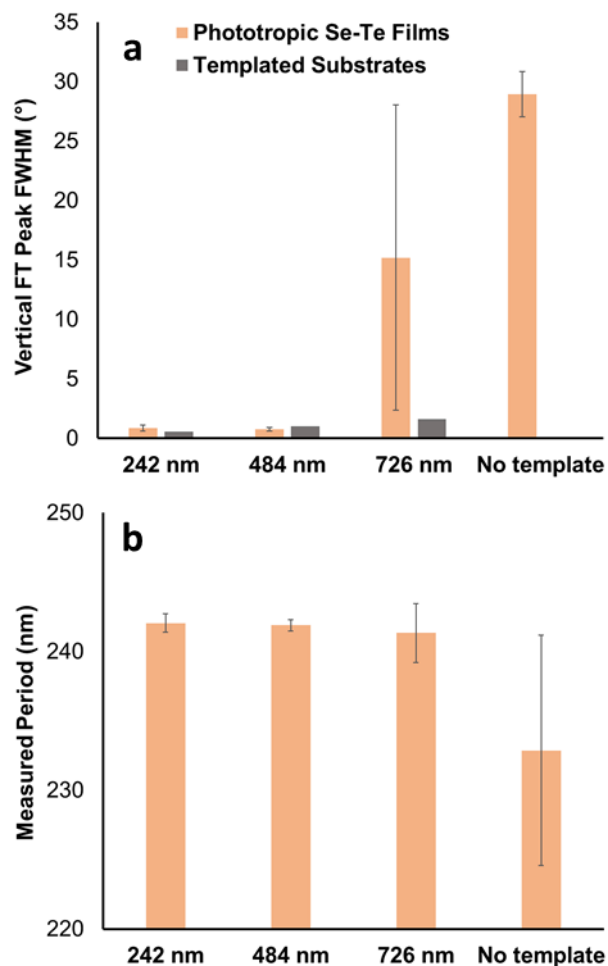 35
30
25
20
15
10
5
0
Vertical FT Peak FWHM (°)
a
Phototropic Se-Te Films
Templated Substrates
242 nm 484 nm 726 nm No template
250
240
230
220
Measured Period (nm)
b
242 nm 484 nm 726 nm No template